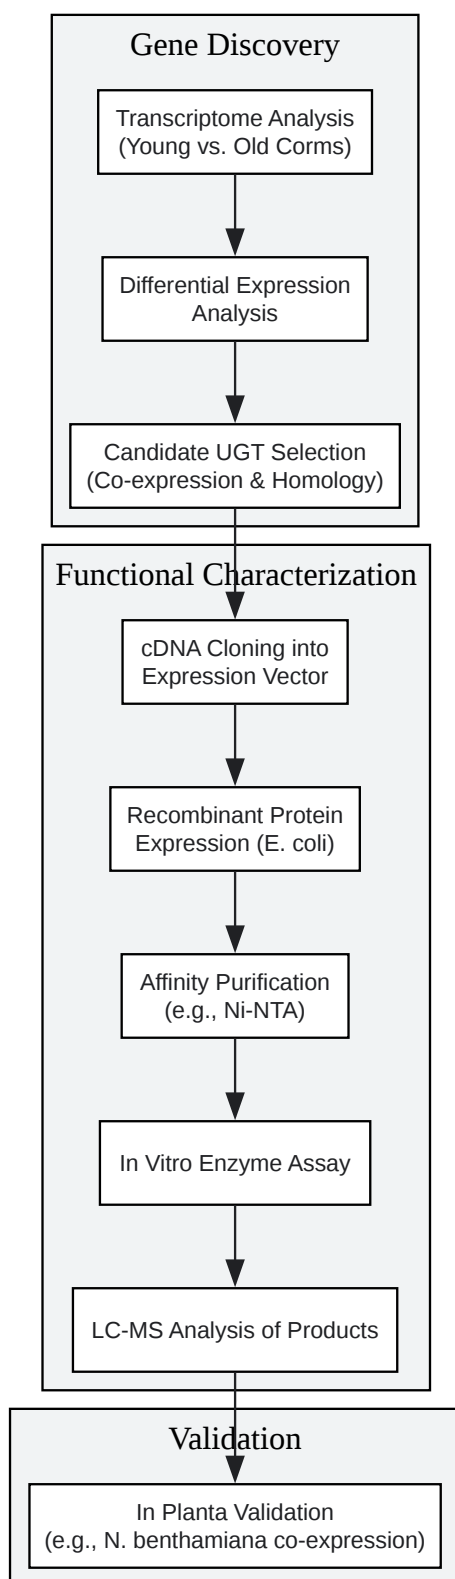 Gene Discovery
Transcriptome Analysis
(Young vs. Old Corms)
Differential Expression
Analysis
Candidate UGT Selection
(Co-expression & Homology)
Functional Characterization
cDNA Cloning into
Expression Vector
Recombinant Protein
Expression (E. coli)
Affinity Purification
(e.g., Ni-NTA)
In Vitro Enzyme Assay
LC-MS Analysis of Products
Validation
In Planta Validation
(e.g., N. benthamiana co-expression)